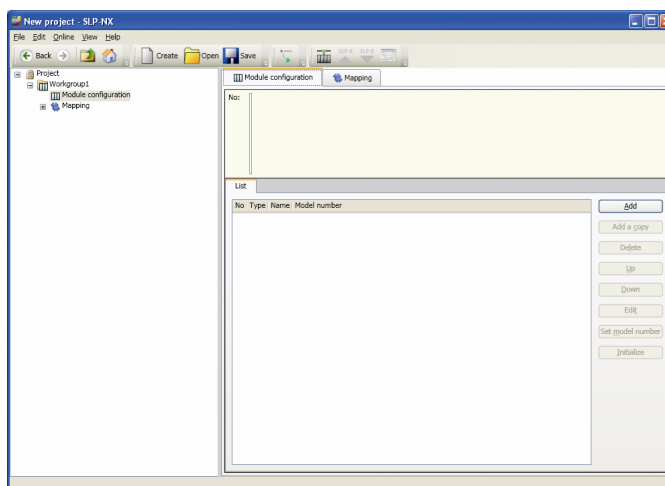 New project - SLP-NX
File Edit Online View Help
Back Create Open Save SLP-E SLP-E
Project
Workgroup1
Module configuration
Mapping
Module configuration Mapping
No:
List
No Type Name Model number
Add
Add a copy
Delete
Up
Down
Edit
Set model number
Initialize